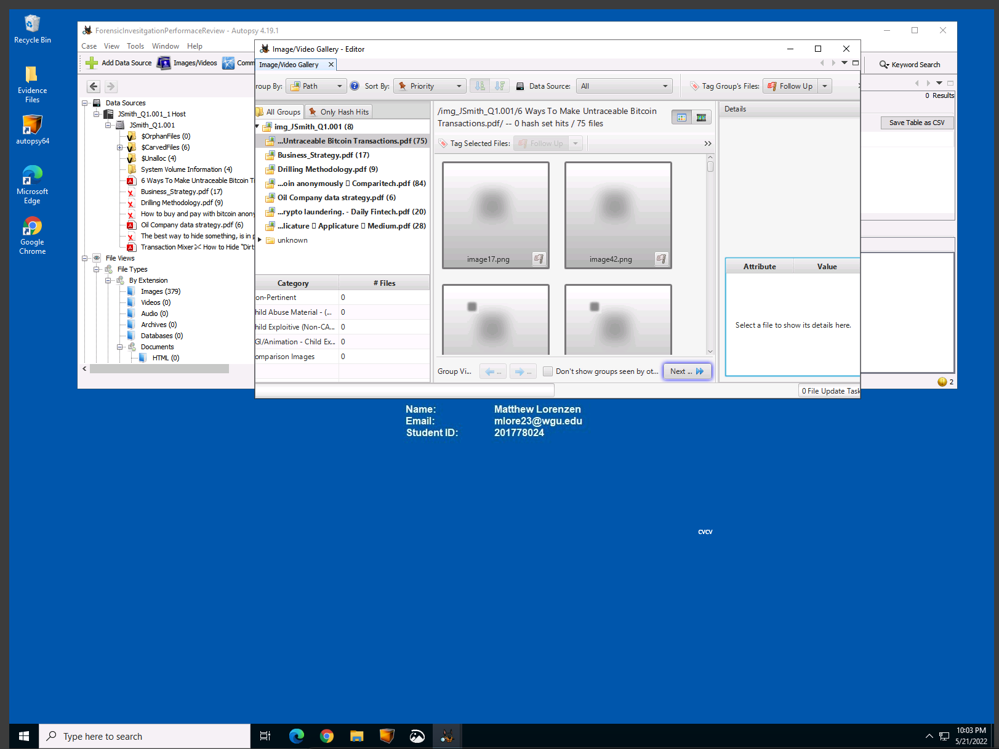 Recycle Bin
Evidence
Files
autopsy64
Microsoft
Edge
Google
Chrome
ForensicInvesitgationPerformaceReview - Autopsy 4.19.1
Case View Tools Window Help
Add Data Source Images/Videos Comm
Keyword Search
0 Results
Save Table as CSV
Data Sources
JSmith_Q1.001_1 Host
JSmith_Q1.001
$OrphanFiles (0)
$CarvedFiles (6)
$Unalloc (4)
System Volume Information (4)
6 Ways To Make Untraceable Bitcoin T
Business_Strategy.pdf (17)
Drilling Methodology.pdf (9)
How to buy and pay with bitcoin anony
Oil Company data strategy.pdf (6)
The best way to hide something, is in p
Transaction Mixer✂ How to Hide "Dirt
File Views
File Types
By Extension
Images (379)
Videos (0)
Audio (0)
Archives (0)
Databases (0)
Documents
HTML (0)
Image/Video Gallery - Editor
Image/Video Gallery
roup By: Path Sort By: Priority Data Source: All Tag Group's Files: Follow Up
All Groups Only Hash Hits
img_JSmith_Q1.001 (8)
...Untraceable Bitcoin Transactions.pdf (75)
Business_Strategy.pdf (17)
Drilling Methodology.pdf (9)
...oin anonymously ▯ Comparitech.pdf (84)
Oil Company data strategy.pdf (6)
...rypto laundering. - Daily Fintech.pdf (20)
...licature ▯ Applicature ▯ Medium.pdf (28)
unknown
Category # Files
on-Pertinent 0
hild Abuse Material - (... 0
hild Exploitive (Non-CA... 0
GI/Animation - Child Ex... 0
omparison Images 0
/img_JSmith_Q1.001/6 Ways To Make Untraceable Bitcoin
Transactions.pdf/ -- 0 hash set hits / 75 files
Tag Selected Files: Follow Up
image17.png
image42.png
Group Vi... ... ... Don't show groups seen by ot... Next ...
Details
Attribute Value
Select a file to show its details here.
0 File Update Task
2
Name: Matthew Lorenzen
Email: mlore23@wgu.edu
Student ID: 201778024
cvcv
Type here to search
10:03 PM
5/21/2022